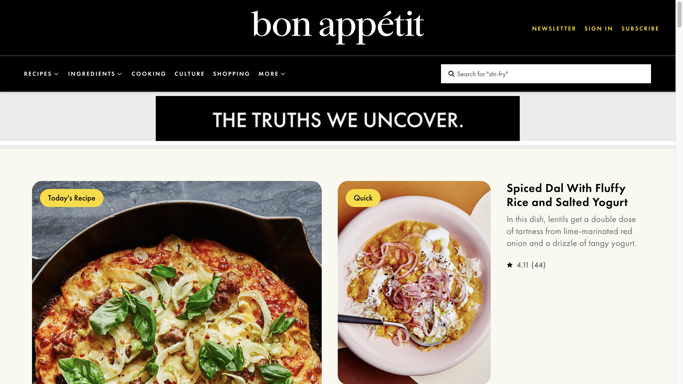 bon appétit
NEWSLETTER SIGN IN SUBSCRIBE
RECIPES INGREDIENTS COOKING CULTURE SHOPPING MORE
Search for "stir-fry"
THE TRUTHS WE UNCOVER.
Today's Recipe
Quick
Spiced Dal With Fluffy
Rice and Salted Yogurt
In this dish, lentils get a double dose
of tartness from lime-marinated red
onion and a drizzle of tangy yogurt.
★ 4.11 (44)